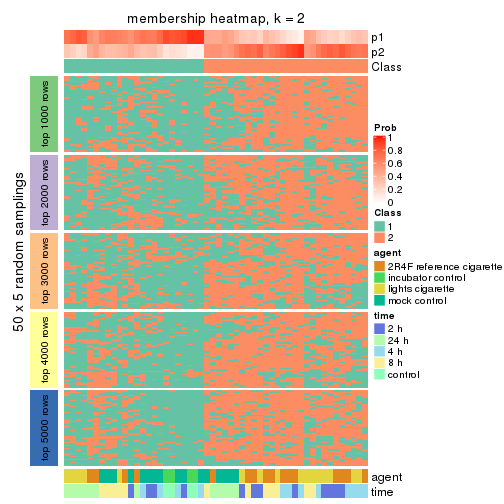 membership heatmap, k = 2
p1
p2
Class
50 x 5 random samplings
top 1000 rows
top 2000 rows
top 3000 rows
top 4000 rows
top 5000 rows
Prob
1
0.8
0.6
0.4
0.2
0
Class
1
2
agent
2R4F reference cigarette
incubator control
lights cigarette
mock control
time
2 h
24 h
4 h
8 h
control
agent
time